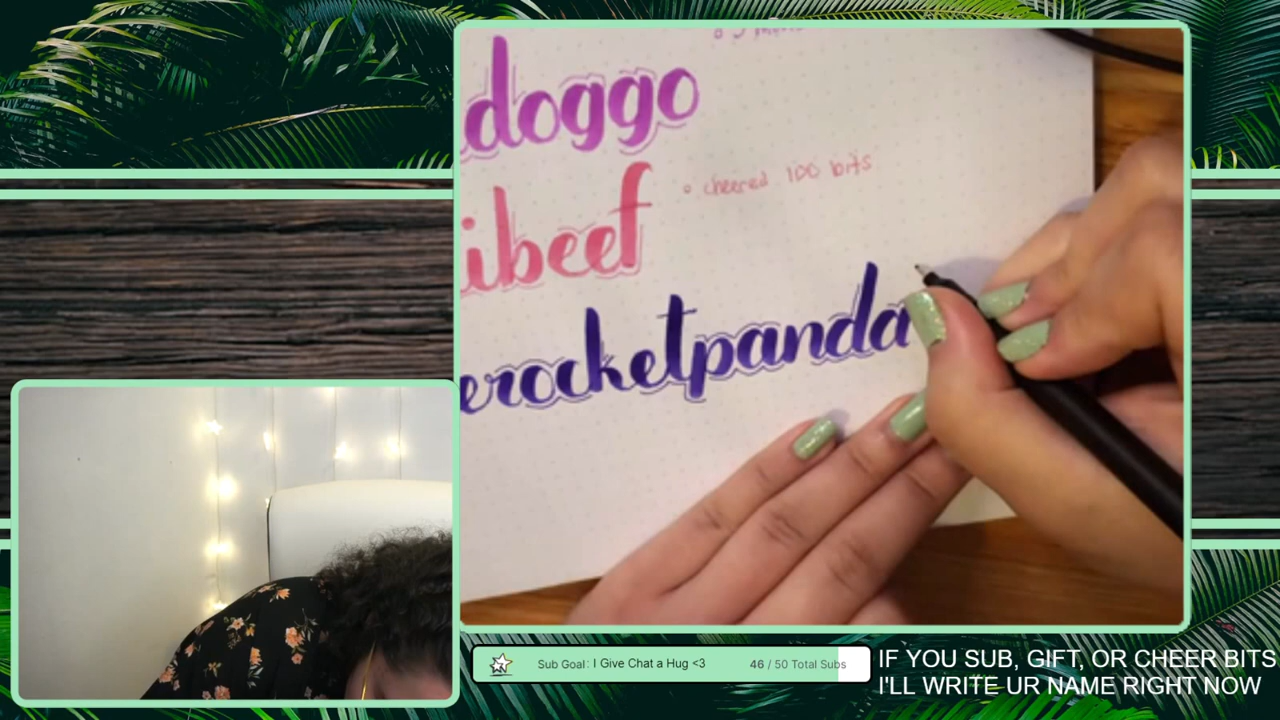 doggo
• cheered 100 bits
ibeef
erocketpanda
Sub Goal: I Give Chat a Hug <3 46 / 50 Total Subs
IF YOU SUB, GIFT, OR CHEER BITS
I'LL WRITE UR NAME RIGHT NOW